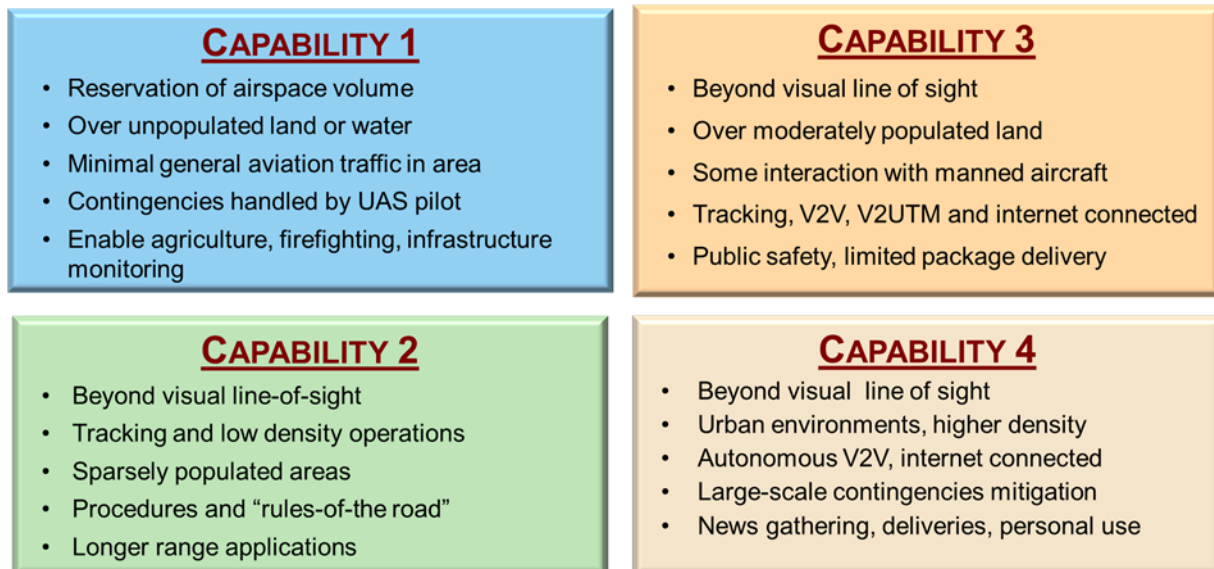 CAPABILITY 1
• Reservation of airspace volume
• Over unpopulated land or water
• Minimal general aviation traffic in area
• Contingencies handled by UAS pilot
• Enable agriculture, firefighting, infrastructure
monitoring
CAPABILITY 2
• Beyond visual line-of-sight
• Tracking and low density operations
• Sparsely populated areas
• Procedures and “rules-of-the road”
• Longer range applications
CAPABILITY 3
• Beyond visual line of sight
• Over moderately populated land
• Some interaction with manned aircraft
• Tracking, V2V, V2UTM and internet connected
• Public safety, limited package delivery
CAPABILITY 4
• Beyond visual line of sight
• Urban environments, higher density
• Autonomous V2V, internet connected
• Large-scale contingencies mitigation
• News gathering, deliveries, personal use